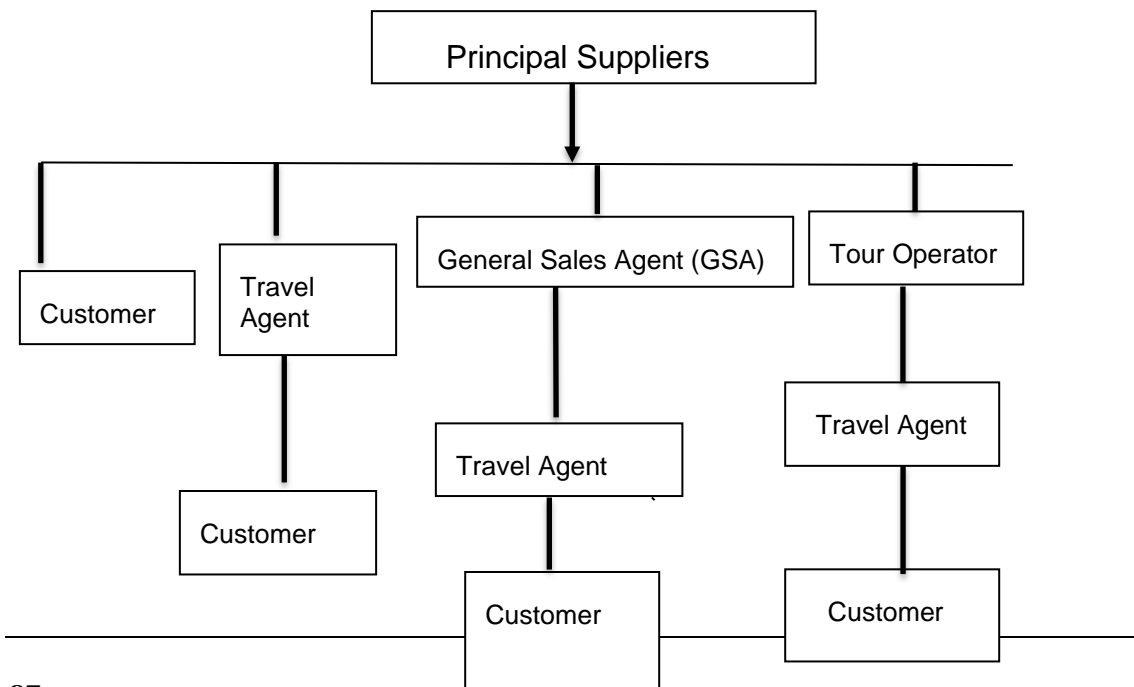 Principal Suppliers
General Sales Agent (GSA)
Tour Operator
Customer
Travel
Agent
Travel Agent
Travel Agent
Customer
Customer
Customer